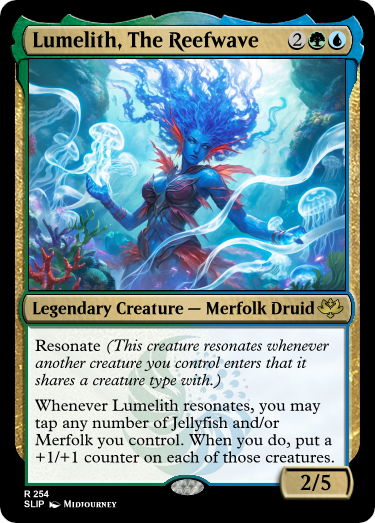 Lumelith, The Reefwave 2
Legendary Creature — Merfolk Druid
Resonate (This creature resonates whenever
another creature you control enters that it
shares a creature type with.)
Whenever Lumelith resonates, you may
tap any number of Jellyfish and/or
Merfolk you control. When you do, put a
+1/+1 counter on each of those creatures.
2/5
R 254
SLIP Midjourney